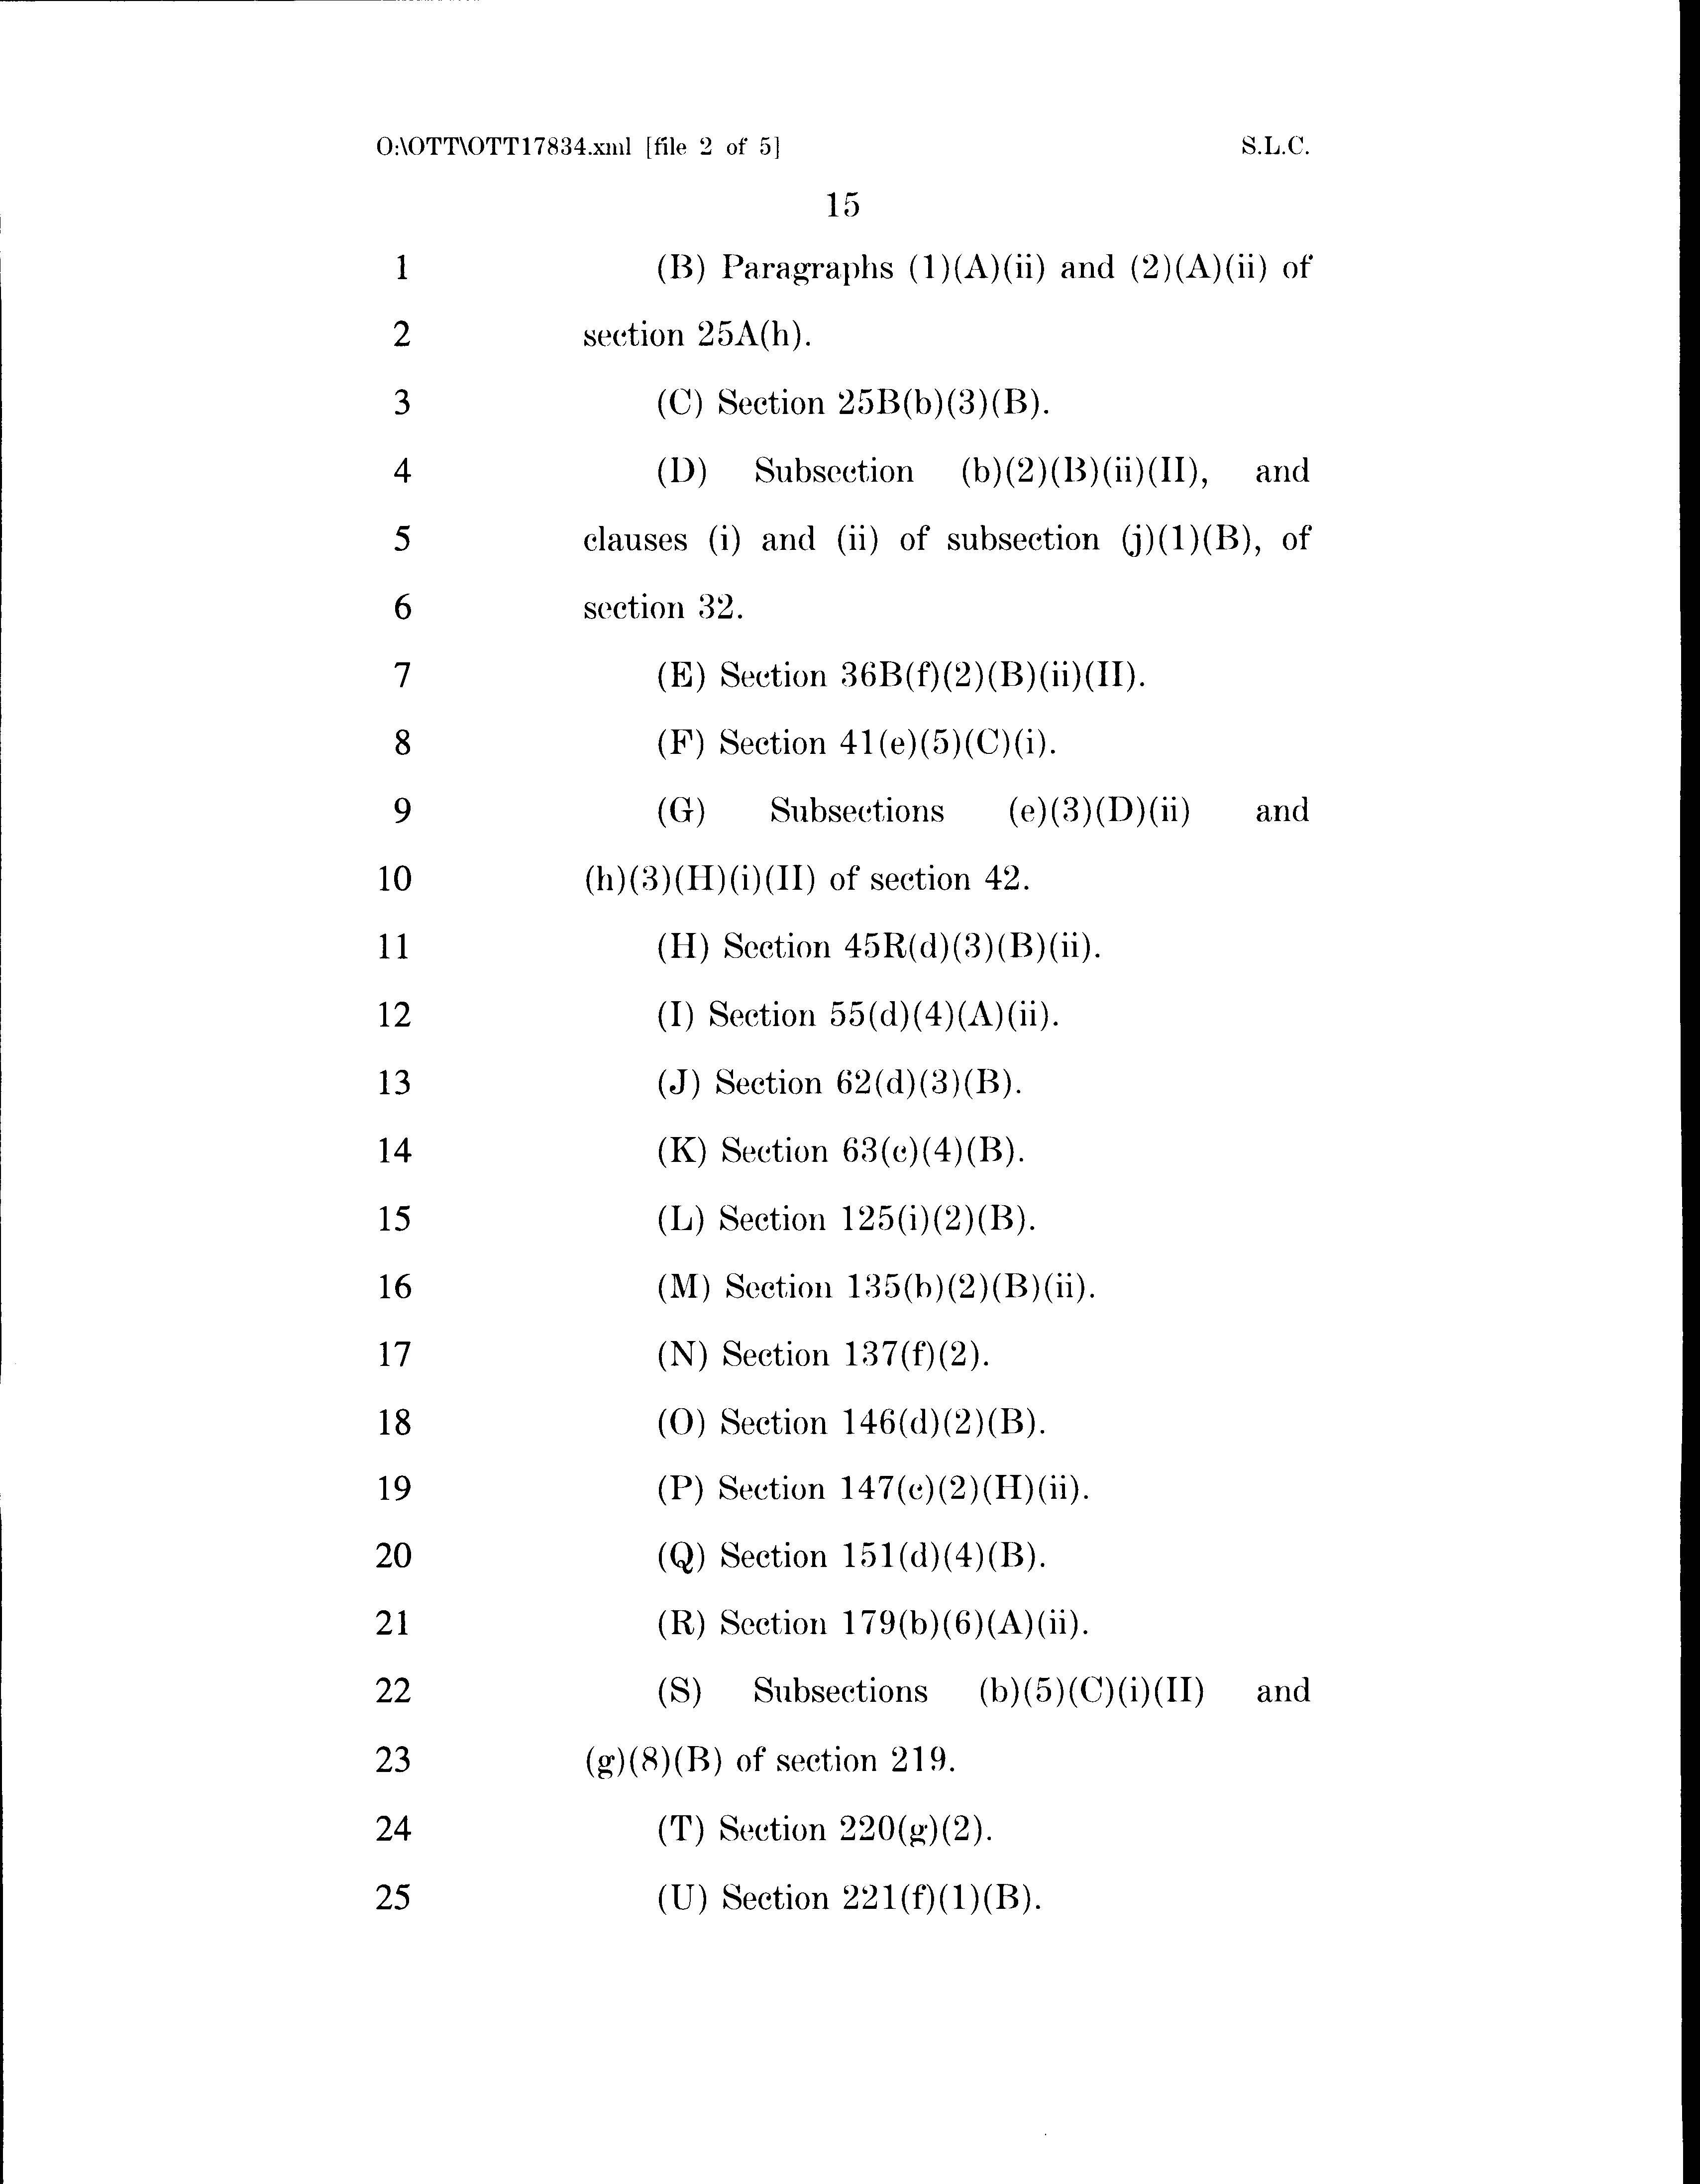 O:\OTT\OTT17834.xml [file 2 of 5] S.L.C.
15
1 (B) Paragraphs (1)(A)(ii) and (2)(A)(ii) of
2 section 25A(h).
3 (C) Section 25B(b)(3)(B).
4 (D) Subsection (b)(2)(B)(ii)(II), and
5 clauses (i) and (ii) of subsection (j)(1)(B), of
6 section 32.
7 (E) Section 36B(f)(2)(B)(ii)(II).
8 (F) Section 41(e)(5)(C)(i).
9 (G) Subsections (e)(3)(D)(ii) and
10 (h)(3)(H)(i)(II) of section 42.
11 (H) Section 45R(d)(3)(B)(ii).
12 (I) Section 55(d)(4)(A)(ii).
13 (J) Section 62(d)(3)(B).
14 (K) Section 63(c)(4)(B).
15 (L) Section 125(i)(2)(B).
16 (M) Section 135(b)(2)(B)(ii).
17 (N) Section 137(f)(2).
18 (O) Section 146(d)(2)(B).
19 (P) Section 147(c)(2)(H)(ii).
20 (Q) Section 151(d)(4)(B).
21 (R) Section 179(b)(6)(A)(ii).
22 (S) Subsections (b)(5)(C)(i)(II) and
23 (g)(8)(B) of section 219.
24 (T) Section 220(g)(2).
25 (U) Section 221(f)(1)(B).